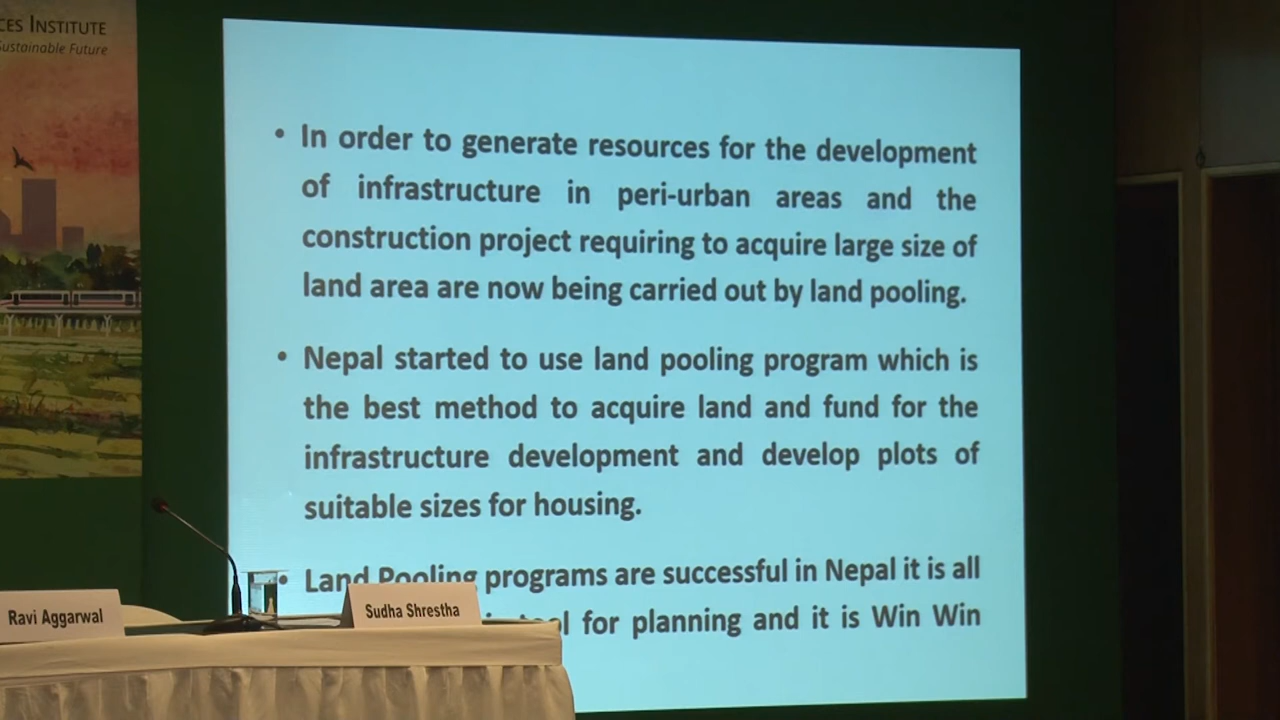 CES INSTITUTE
Sustainable Future
• In order to generate resources for the development
of infrastructure in peri-urban areas and the
construction project requiring to acquire large size of
land area are now being carried out by land pooling.
• Nepal started to use land pooling program which is
the best method to acquire land and fund for the
infrastructure development and develop plots of
suitable sizes for housing.
• Land Pooling programs are successful in Nepal it is all
for planning and it is Win Win
Ravi Aggarwal
Sudha Shrestha